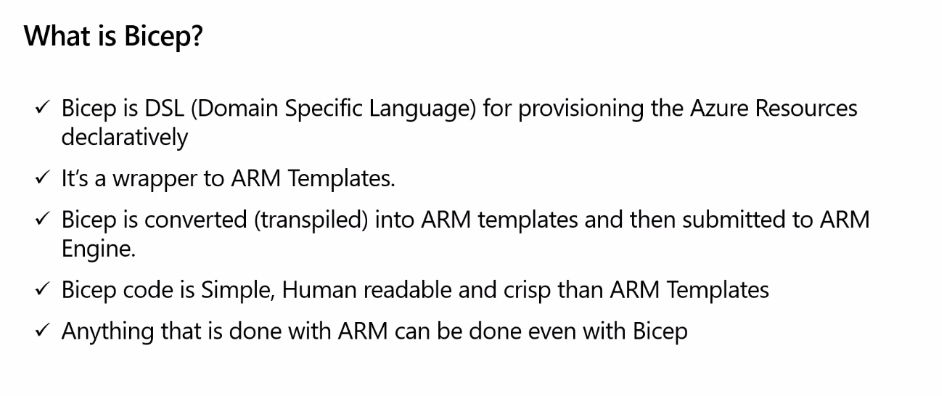 What is Bicep?
✓ Bicep is DSL (Domain Specific Language) for provisioning the Azure Resources
declaratively
✓ It's a wrapper to ARM Templates.
✓ Bicep is converted (transpiled) into ARM templates and then submitted to ARM
Engine.
✓ Bicep code is Simple, Human readable and crisp than ARM Templates
✓ Anything that is done with ARM can be done even with Bicep